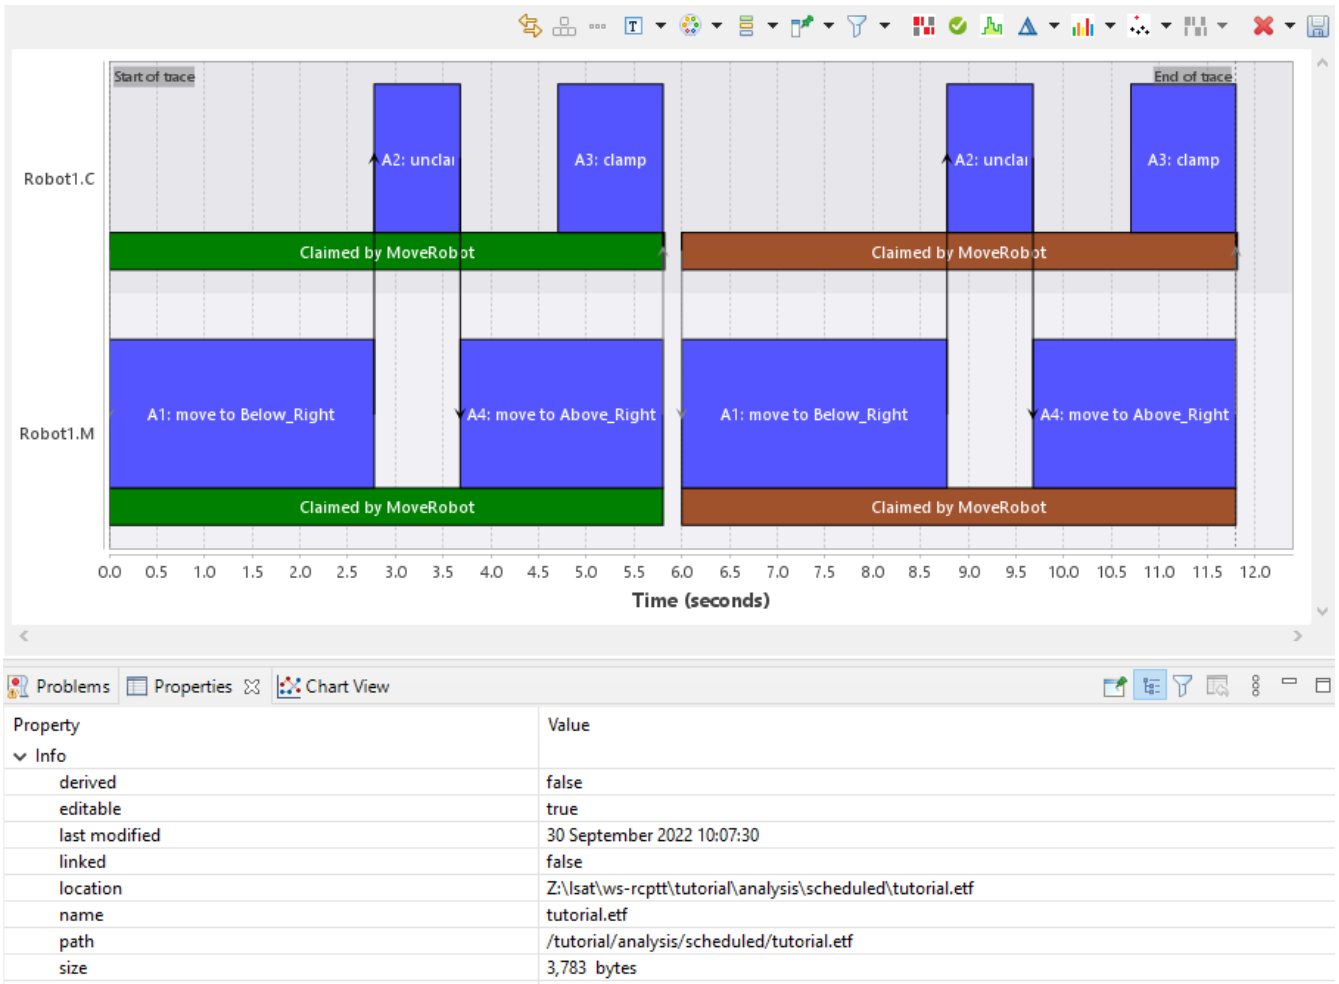 T
Start of trace
End of trace
A2: unclar
A3: clamp
A2: unclar
A3: clamp
Robot1.C
Claimed by MoveRobot
Claimed by MoveRobot
A1: move to Below_Right
A4: move to Above_Right
A1: move to Below_Right
A4: move to Above_Right
Robot1.M
Claimed by MoveRobot
Claimed by MoveRobot
0.0 0.5 1.0 1.5 2.0 2.5 3.0 3.5 4.0 4.5 5.0 5.5 6.0 6.5 7.0 7.5 8.0 8.5 9.0 9.5 10.0 10.5 11.0 11.5 12.0
Time (seconds)
Problems Properties Chart View
Property Value
Info
derived false
editable true
last modified 30 September 2022 10:07:30
linked false
location Z:\lsat\ws-rcptt\tutorial\analysis\scheduled\tutorial.etf
name tutorial.etf
path /tutorial/analysis/scheduled/tutorial.etf
size 3,783 bytes